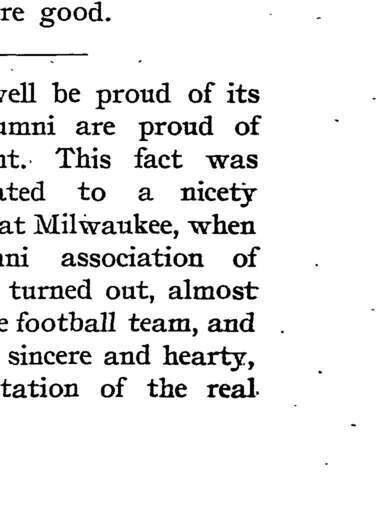 re good.
vell be proud of its
umni are proud of
nt. This fact was
ated to a nicety
at Milwaukee, when
ni association of
turned out, almost
e football team, and
sincere and hearty,
tation of the real